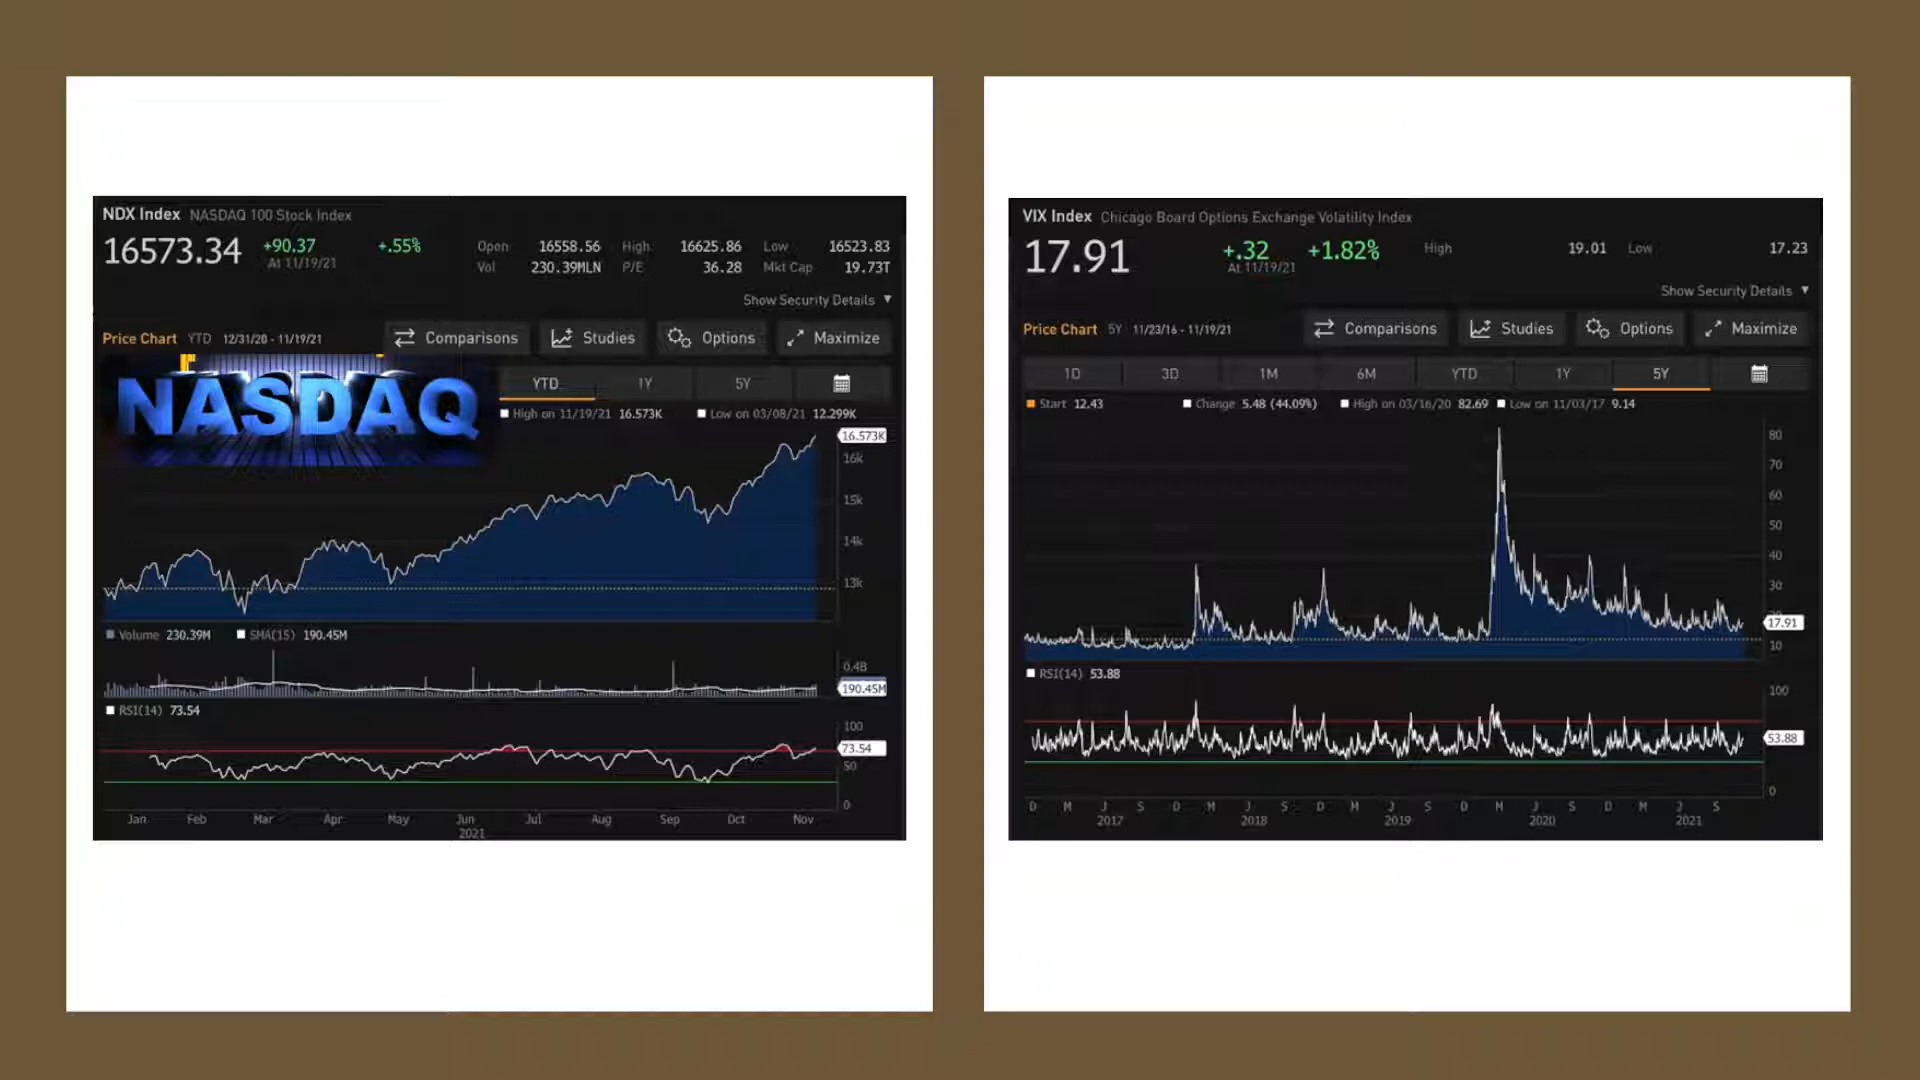 NDX Index NASDAQ 100 Stock Index
16573.34 +90.37 +.55% Open 16558.56 High 16625.86 Low 16523.83
At 11/19/21 Vol 230.39MLN P/E 36.28 Mkt Cap 19.73T
Show Security Details ▼
Price Chart YTD 12/31/20 - 11/19/21 Comparisons Studies Options Maximize
NASDAQ
YTD 1Y 5Y
High on 11/19/21 16.573K Low on 03/08/21 12.299K
16.573K
16k
15k
14k
13k
Volume 230.39M SMA(15) 190.45M
0.4B
190.45M
RSI(14) 73.54
100
73.54
50
0
Jan Feb Mar Apr May Jun Jul Aug Sep Oct Nov
2021
VIX Index Chicago Board Options Exchange Volatility Index
17.91 +.32 +1.82% High 19.01 Low 17.23
At 11/19/21
Show Security Details ▼
Price Chart 5Y 11/23/16 - 11/19/21 Comparisons Studies Options Maximize
1D 3D 1M 6M YTD 1Y 5Y
Start 12.43 Change 5.48 (44.09%) High on 03/16/20 82.69 Low on 11/03/17 9.14
80
70
60
50
40
30
17.91
10
RSI(14) 53.88
100
53.88
0
D M J S D M J S D M J S D M J S D M J S
2017 2018 2019 2020 2021